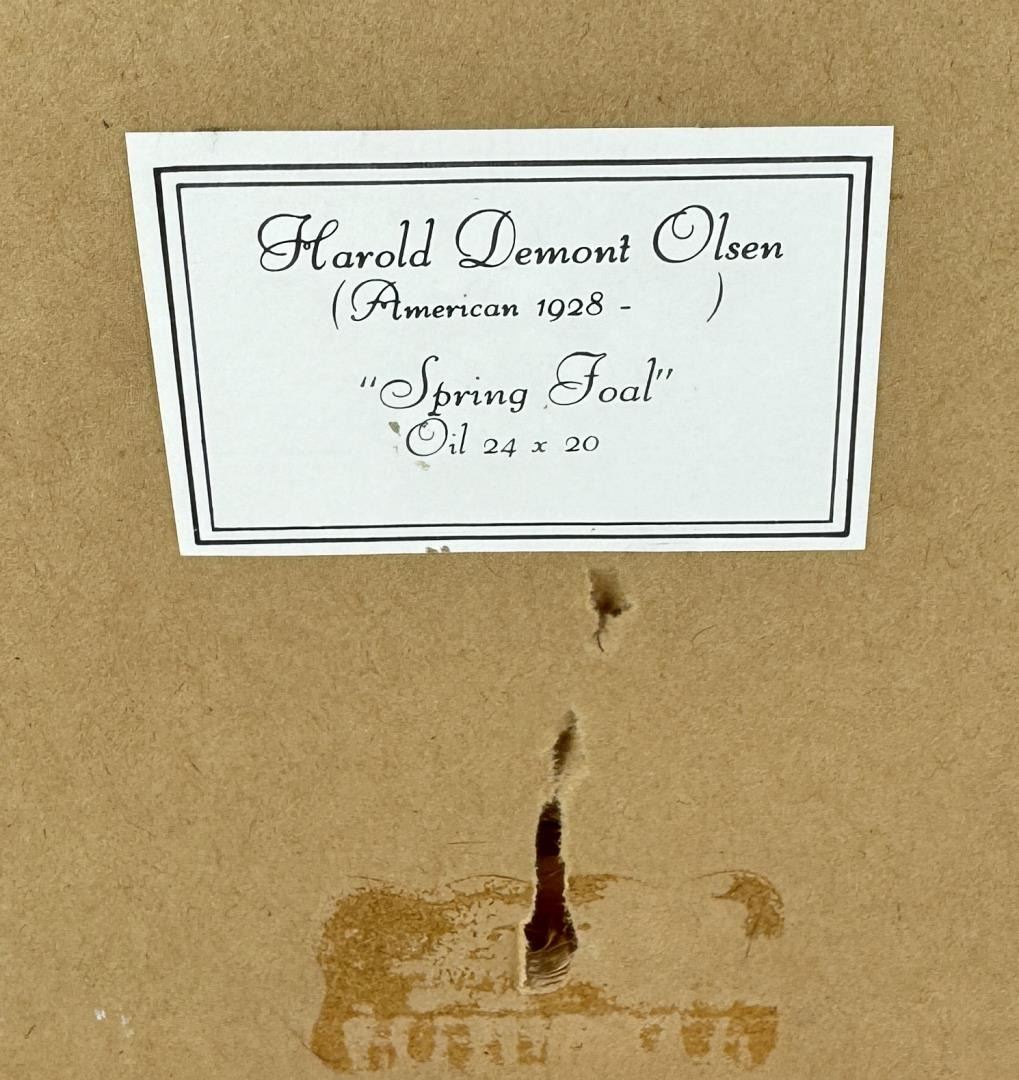 Harold Demont Olsen
(American 1928 - )
“Spring Foal”
Oil 24 x 20